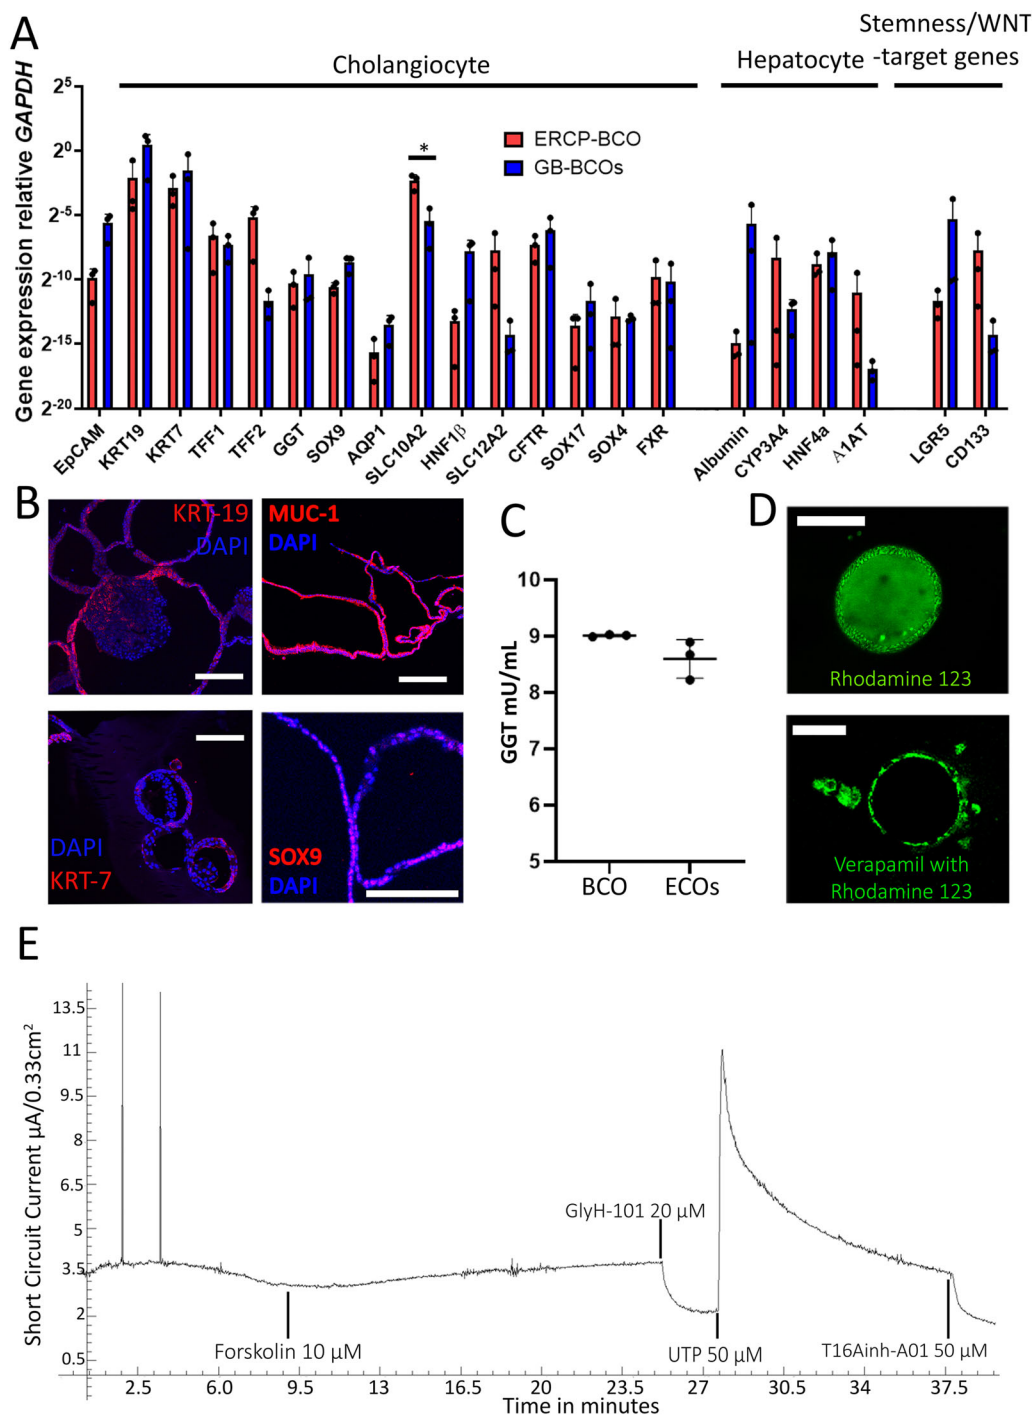 A
Stemness/WNT
-target genes
Cholangiocyte
Hepatocyte
Gene expression relative GAPDH
2^5
2^0
2^-5
2^-10
2^-15
2^-20
*
ERCP-BCO
GB-BCOs
EpCAM
KRT19
KRT7
TFF1
TFF2
GGT
SOX9
AQP1
SLC10A2
HNF1β
SLC12A2
CFTR
SOX17
SOX4
FXR
Albumin
CYP3A4
HNF4a
A1AT
LGR5
CD133
B
KRT-19
DAPI
MUC-1
DAPI
DAPI
KRT-7
SOX9
DAPI
C
GGT mU/mL
10
9
8
7
6
5
BCO
ECOs
D
Rhodamine 123
Verapamil with
Rhodamine 123
E
Short Circuit Current µA/0.33cm²
13.5
11
9.5
8
6.5
5
3.5
2
0.5
GlyH-101 20 µM
Forskolin 10 µM
UTP 50 µM
T16Ainh-A01 50 µM
2.5
6.0
9.5
13
16.5
20
23.5
27
30.5
34
37.5
Time in minutes